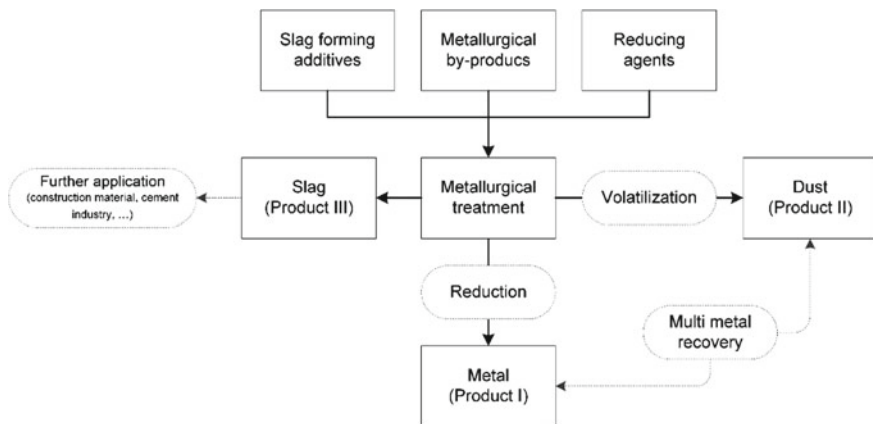 Slag forming
additives
Metallurgical
by-producs
Reducing
agents
Further application
(construction material, cement
industry, ...)
Slag
(Product III)
Metallurgical
treatment
Volatilization
Dust
(Product II)
Reduction
Multi metal
recovery
Metal
(Product I)